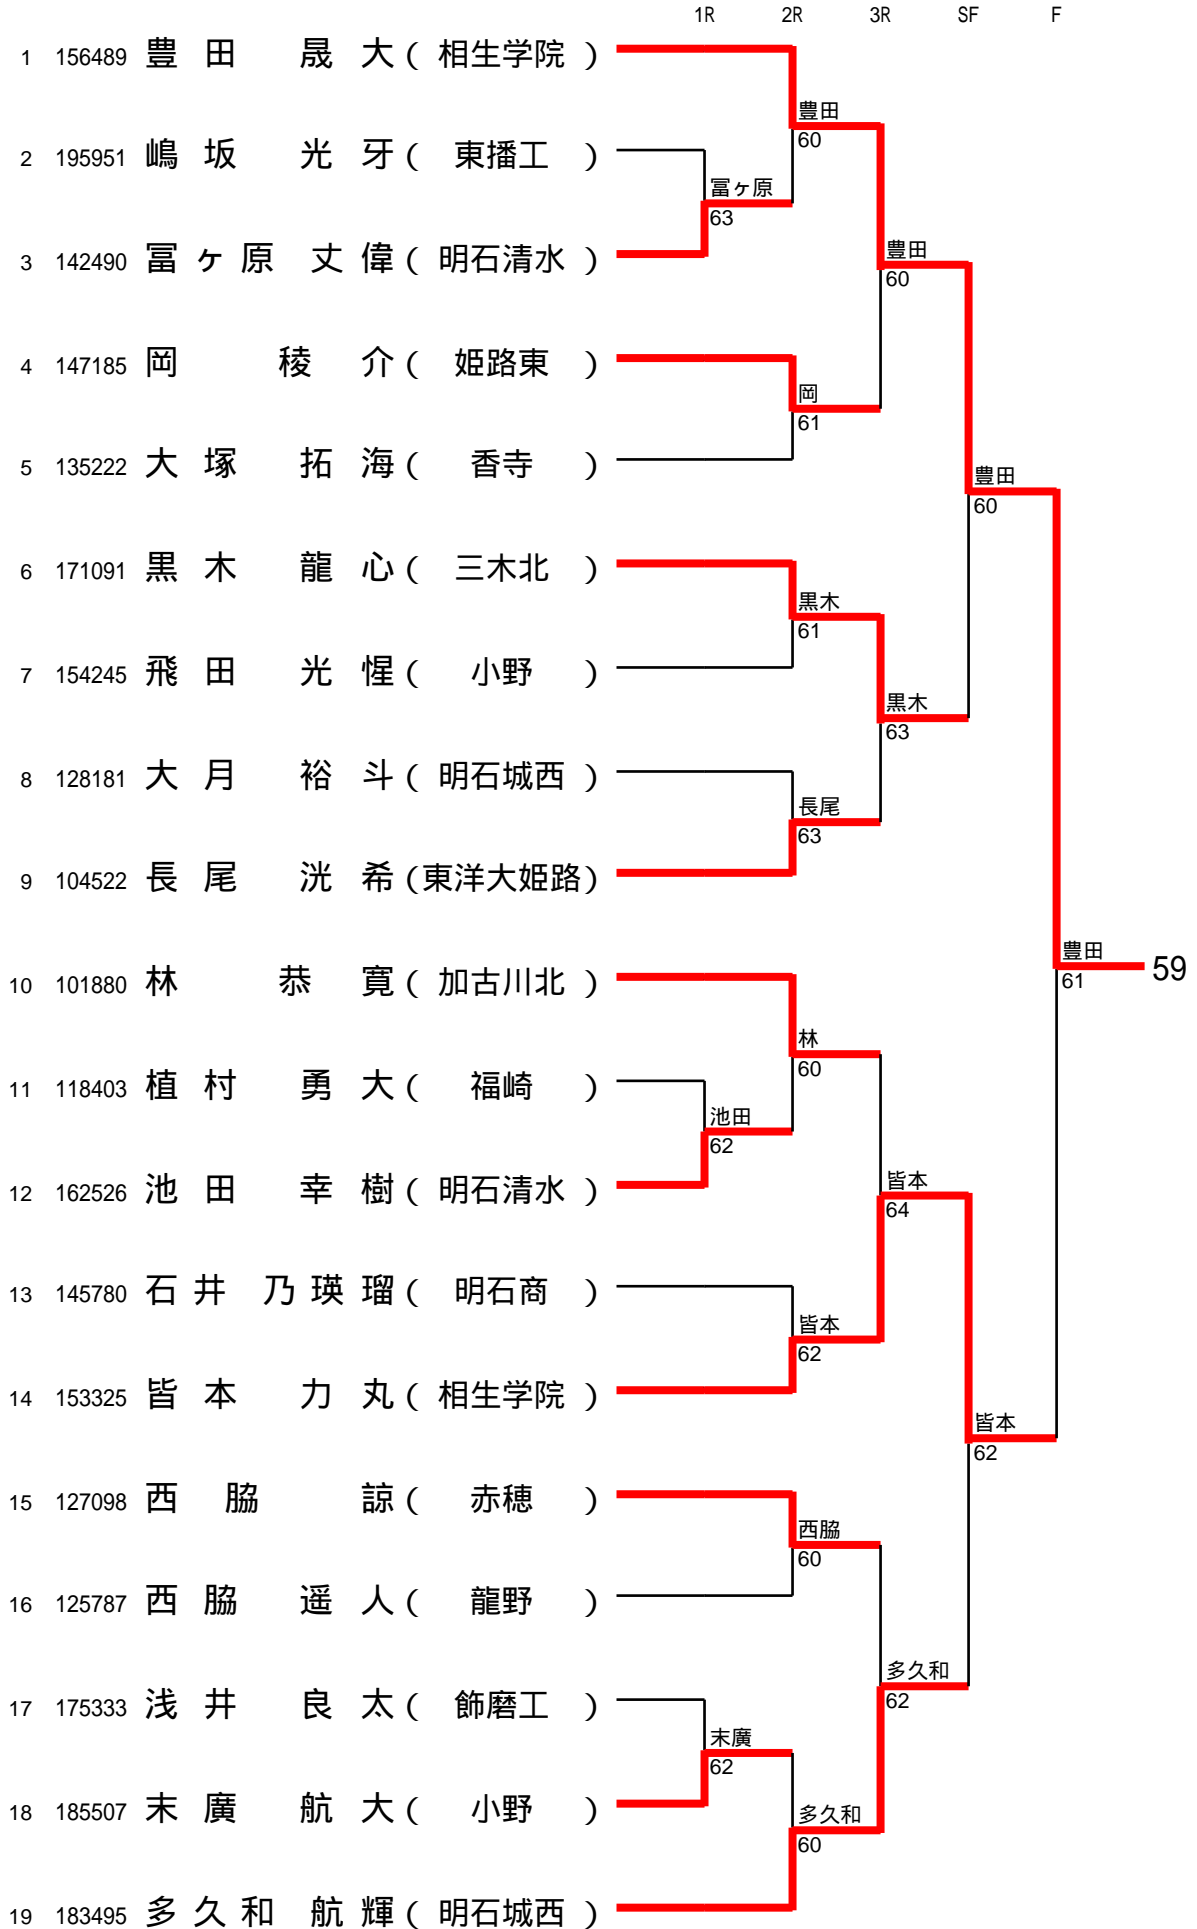 1R 2R 3R SF F
1 156489 豊田 晟大 ( 相生学院 )
豊田
60
2 195951 嶋坂 光牙 ( 東播工 )
冨ヶ原
63
3 142490 冨ヶ原 丈偉 ( 明石清水 )
豊田
60
4 147185 岡 稜介 ( 姫路東 )
岡
61
5 135222 大塚 拓海 ( 香寺 )
豊田
60
6 171091 黒木 龍心 ( 三木北 )
黒木
61
7 154245 飛田 光惺 ( 小野 )
黒木
63
8 128181 大月 裕斗 ( 明石城西 )
長尾
63
9 104522 長尾 洸希 (東洋大姫路)
豊田
61
59
10 101880 林 恭寛 ( 加古川北 )
林
60
11 118403 植村 勇大 ( 福崎 )
池田
62
12 162526 池田 幸樹 ( 明石清水 )
皆本
64
13 145780 石井 乃瑛瑠 ( 明石商 )
皆本
62
14 153325 皆本 力丸 ( 相生学院 )
皆本
62
15 127098 西脇 諒 ( 赤穂 )
西脇
60
16 125787 西脇 遥人 ( 龍野 )
多久和
62
17 175333 浅井 良太 ( 飾磨工 )
末廣
62
18 185507 末廣 航大 ( 小野 )
多久和
60
19 183495 多久和 航輝 ( 明石城西 )